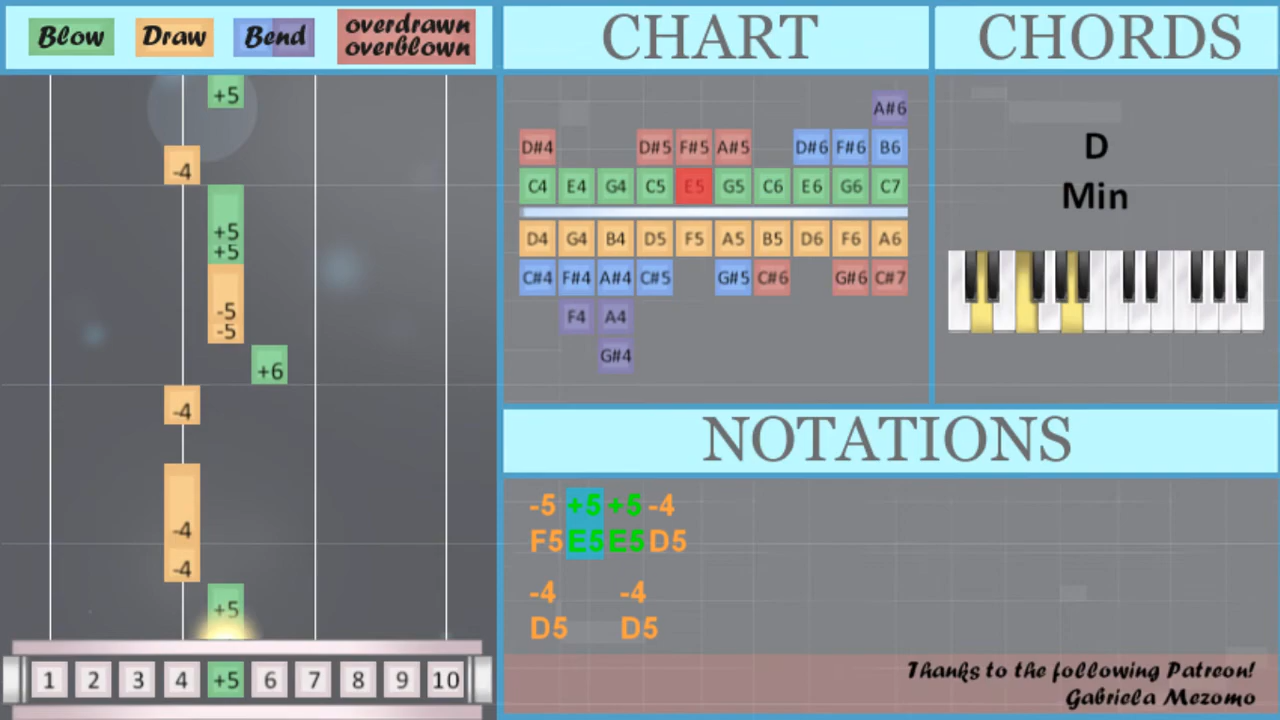 Blow Draw Bend overdrawn
overblown
CHART
CHORDS
+5
-4
+5
+5
-5
-5
+6
-4
-4
-4
+5
1 2 3 4 +5 6 7 8 9 10
A#6
D#4 D#5 F#5 A#5 D#6 F#6 B6
C4 E4 G4 C5 E5 G5 C6 E6 G6 C7
D4 G4 B4 D5 F5 A5 B5 D6 F6 A6
C#4 F#4 A#4 C#5 G#5 C#6 G#6 C#7
F4 A4
G#4
D
Min
NOTATIONS
-5 +5 +5 -4
F5 E5 E5 D5
-4 -4
D5 D5
Thanks to the following Patreon!
Gabriela Mezomo